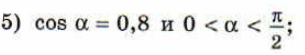 5) cos α = 0,8 и 0 < α < π/2;